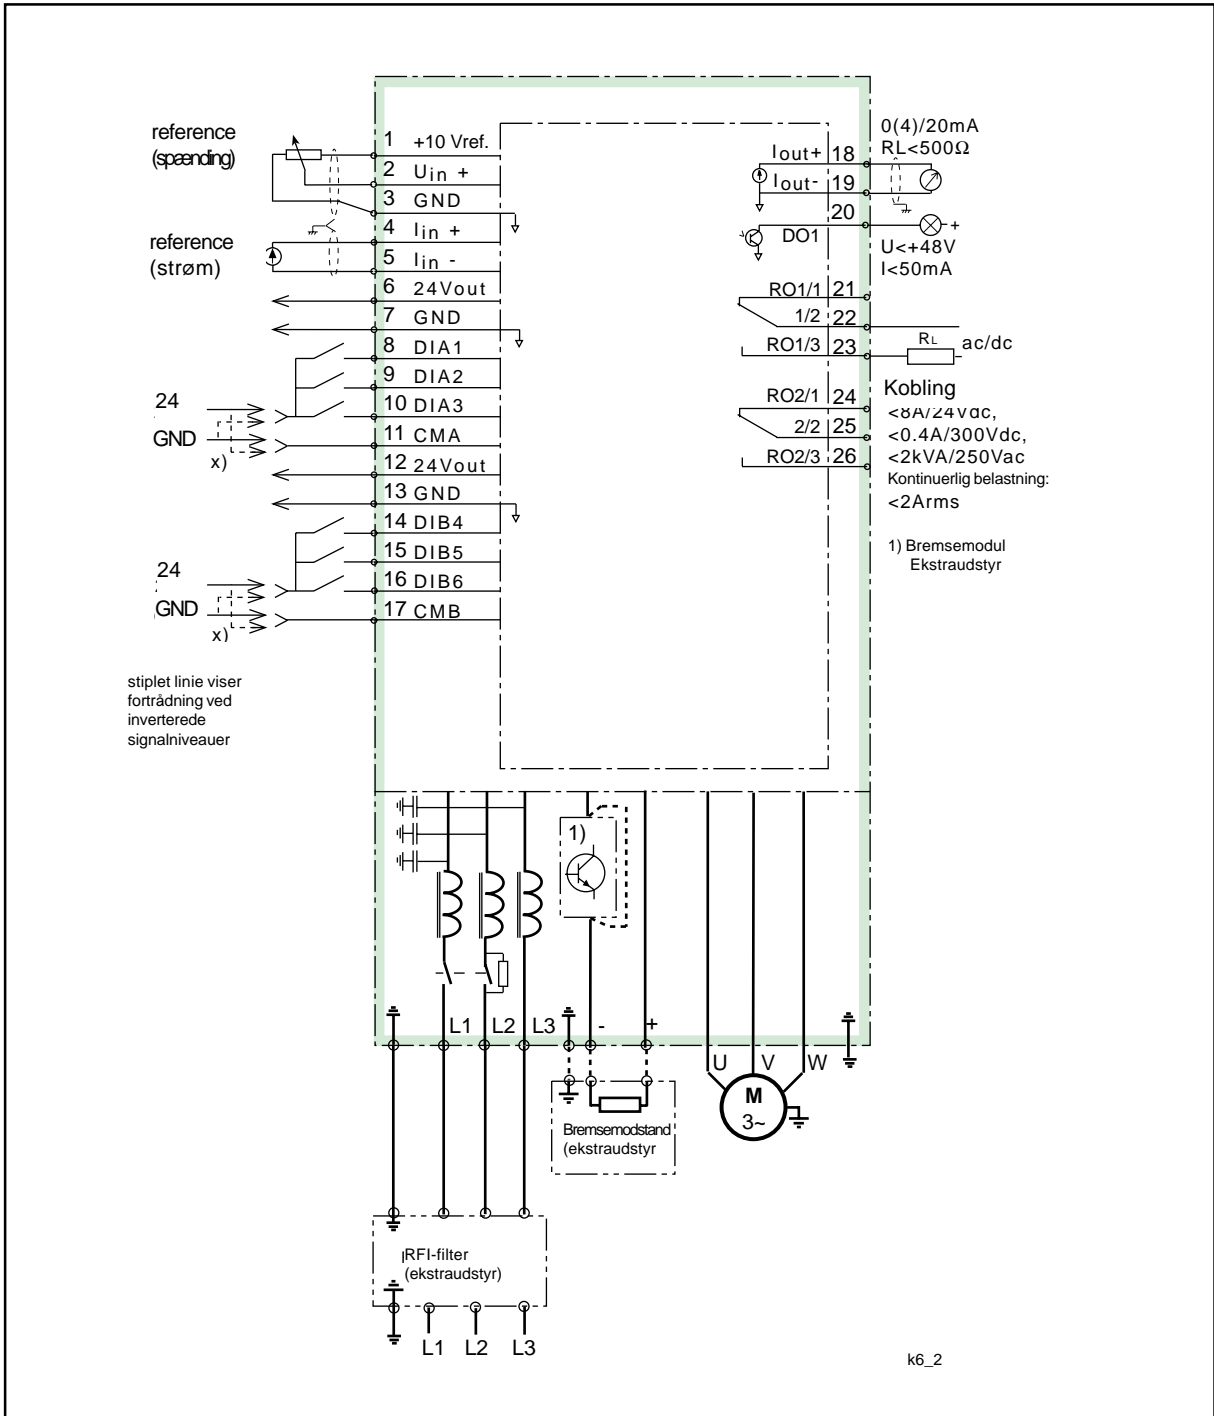 reference
(spænding)
1 +10 Vref.
2 Uin +
3 GND
reference
(strøm)
4 Iin +
5 Iin -
6 24Vout
7 GND
8 DIA1
9 DIA2
10 DIA3
11 CMA
24
GND
x)
12 24Vout
13 GND
14 DIB4
15 DIB5
16 DIB6
17 CMB
24
GND
x)
stiplet linie viser
fortrådning ved
inverterede
signalniveauer
Iout+ 18
Iout- 19
20
DO1
RO1/1 21
1/2 22
RO1/3 23
RO2/1 24
2/2 25
RO2/3 26
0(4)/20mA
RL<500Ω
+
U<+48V
I<50mA
RL
ac/dc
Kobling
<8A/24Vdc,
<0.4A/300Vdc,
<2kVA/250Vac
Kontinuerlig belastning:
<2Arms
1) Bremsemodul
Ekstraudstyr
1)
L1 L2 L3 - +
U V W
M
3~
Bremsemodstand
(ekstraudstyr
RFI-filter
(ekstraudstyr)
L1 L2 L3
k6_2